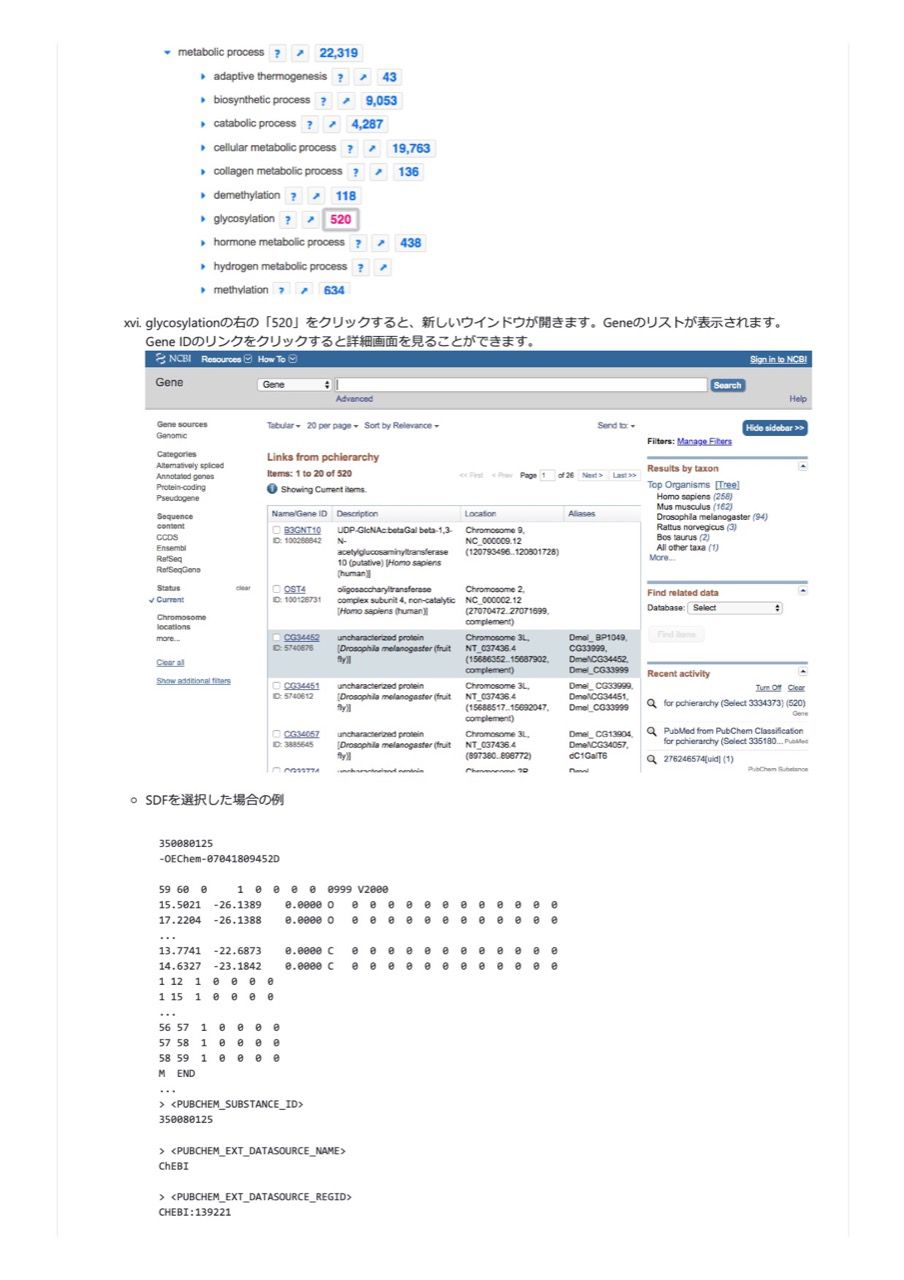 metabolic process ? ↗ 22,319
adaptive thermogenesis ? ↗ 43
biosynthetic process ? ↗ 9,053
catabolic process ? ↗ 4,287
cellular metabolic process ? ↗ 19,763
collagen metabolic process ? ↗ 136
demethylation ? ↗ 118
glycosylation ? ↗ 520
hormone metabolic process ? ↗ 438
hydrogen metabolic process ? ↗
methylation ? ↗ 634
xvi. glycosylationの右の「520」をクリックすると、新しいウインドウが開きます。Geneのリストが表示されます。
Gene IDのリンクをクリックすると詳細画面を見ることができます。
NCBI Resources How To Sign in to NCBI
Gene Gene Search
Advanced Help
Gene sources
Genomic
Categories
Alternatively spliced
Annotated genes
Protein-coding
Pseudogene
Sequence
content
CCDS
Ensembl
RefSeq
RefSeqGene
Status clear
✓ Current
Chromosome
locations
more...
Clear all
Show additional filters
Tabular 20 per page Sort by Relevance Send to:
Links from pchierarchy
Items: 1 to 20 of 520 << First < Prev Page 1 of 26 Next > Last >>
Showing Current items.
Name/Gene ID Description Location Aliases
B3GNT10
ID: 100288842
UDP-GlcNAc:betaGal beta-1,3-
N-
acetylglucosaminyltransferase
10 (putative) [Homo sapiens
(human)]
Chromosome 9,
NC_000009.12
(120793496..120801728)
OST4
ID: 100128731
oligosaccharyltransferase
complex subunit 4, non-catalytic
[Homo sapiens (human)]
Chromosome 2,
NC_000002.12
(27070472..27071699,
complement)
CG34452
ID: 5740876
uncharacterized protein
[Drosophila melanogaster (fruit
fly)]
Chromosome 3L,
NT_037436.4
(15686352..15687902,
complement)
Dmel_ BP1049,
CG33999,
Dmel\CG34452,
Dmel_CG33999
CG34451
ID: 5740612
uncharacterized protein
[Drosophila melanogaster (fruit
fly)]
Chromosome 3L,
NT_037436.4
(15688517..15692047,
complement)
Dmel_ CG33999,
Dmel\CG34451,
Dmel_CG33999
CG34057
ID: 3885645
uncharacterized protein
[Drosophila melanogaster (fruit
fly)]
Chromosome 3L,
NT_037436.4
(897380..898772)
Dmel_ CG13904,
Dmel\CG34057,
dC1GalT6
CG33774 uncharacterized protein Chromosome 2R, Dmel_
Hide sidebar >>
Filters: Manage Filters
Results by taxon
Top Organisms [Tree]
Homo sapiens (258)
Mus musculus (162)
Drosophila melanogaster (94)
Rattus norvegicus (3)
Bos taurus (2)
All other taxa (1)
More...
Find related data
Database: Select
Find items
Recent activity
Turn Off Clear
for pchierarchy (Select 3334373) (520)
Gene
PubMed from PubChem Classification
for pchierarchy (Select 335180... PubMed
276246574[uid] (1)
PubChem Substance
SDFを選択した場合の例
350080125
-OEChem-07041809452D
59 60 0 1 0 0 0 0 0999 V2000
15.5021 -26.1389 0.0000 O 0 0 0 0 0 0 0 0 0 0 0 0
17.2204 -26.1388 0.0000 O 0 0 0 0 0 0 0 0 0 0 0 0
...
13.7741 -22.6873 0.0000 C 0 0 0 0 0 0 0 0 0 0 0 0
14.6327 -23.1842 0.0000 C 0 0 0 0 0 0 0 0 0 0 0 0
1 12 1 0 0 0 0
1 15 1 0 0 0 0
...
56 57 1 0 0 0 0
57 58 1 0 0 0 0
58 59 1 0 0 0 0
M END
...
> <PUBCHEM_SUBSTANCE_ID>
350080125
> <PUBCHEM_EXT_DATASOURCE_NAME>
ChEBI
> <PUBCHEM_EXT_DATASOURCE_REGID>
CHEBI:139221